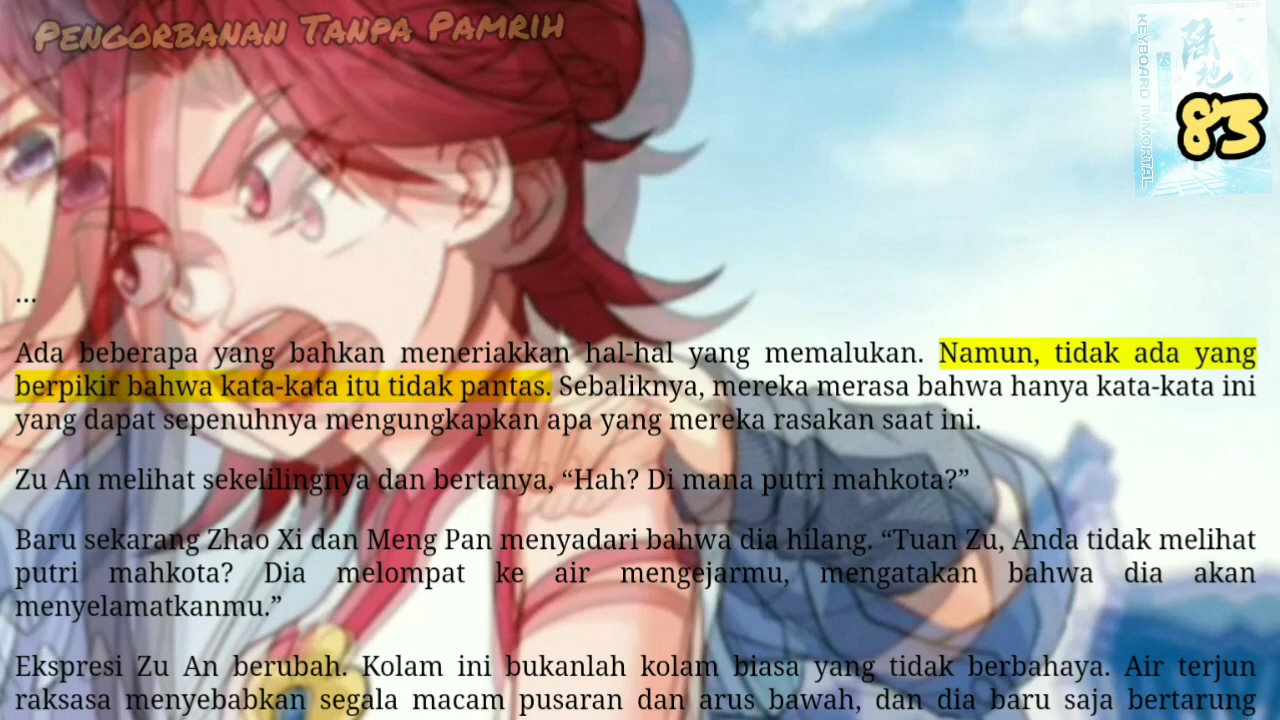 Pengorbanan Tanpa Pamrih
KEYBOARD IMMORTAL
83
...
Ada beberapa yang bahkan meneriakkan hal-hal yang memalukan. Namun, tidak ada yang
berpikir bahwa kata-kata itu tidak pantas. Sebaliknya, mereka merasa bahwa hanya kata-kata ini
yang dapat sepenuhnya mengungkapkan apa yang mereka rasakan saat ini.
Zu An melihat sekelilingnya dan bertanya, “Hah? Di mana putri mahkota?”
Baru sekarang Zhao Xi dan Meng Pan menyadari bahwa dia hilang. “Tuan Zu, Anda tidak melihat
putri mahkota? Dia melompat ke air mengejarmu, mengatakan bahwa dia akan
menyelamatkanmu.”
Ekspresi Zu An berubah. Kolam ini bukanlah kolam biasa yang tidak berbahaya. Air terjun
raksasa menyebabkan segala macam pusaran dan arus bawah, dan dia baru saja bertarung